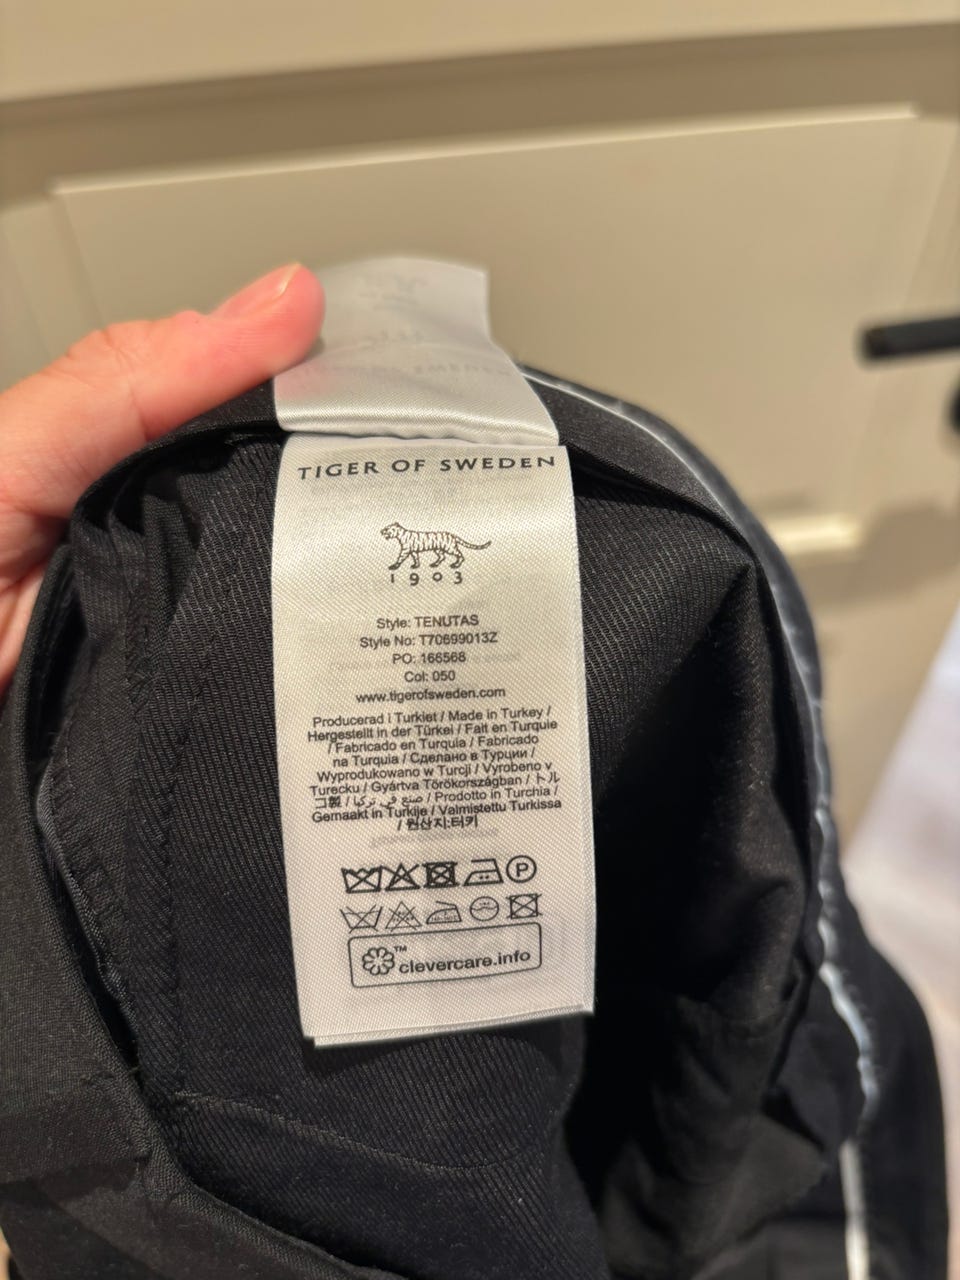 TIGER OF SWEDEN
1903
Style: TENUTAS
Style No: T70699013Z
PO: 166568
Col: 050
www.tigerofsweden.com
Producerad i Turkiet / Made in Turkey /
Hergestellt in der Türkei / Fait en Turquie
/ Fabricado en Turquia / Fabricado
na Turquia / Сделано в Турции /
Wyprodukowano w Turcji / Vyrobeno v
Turecku / Gyártva Törökországban / トル
コ製 / صنع في تركيا / Prodotto in Turchia /
Gemaakt in Turkije / Valmistettu Turkissa
/ 원산지:터키
P
™ clevercare.info